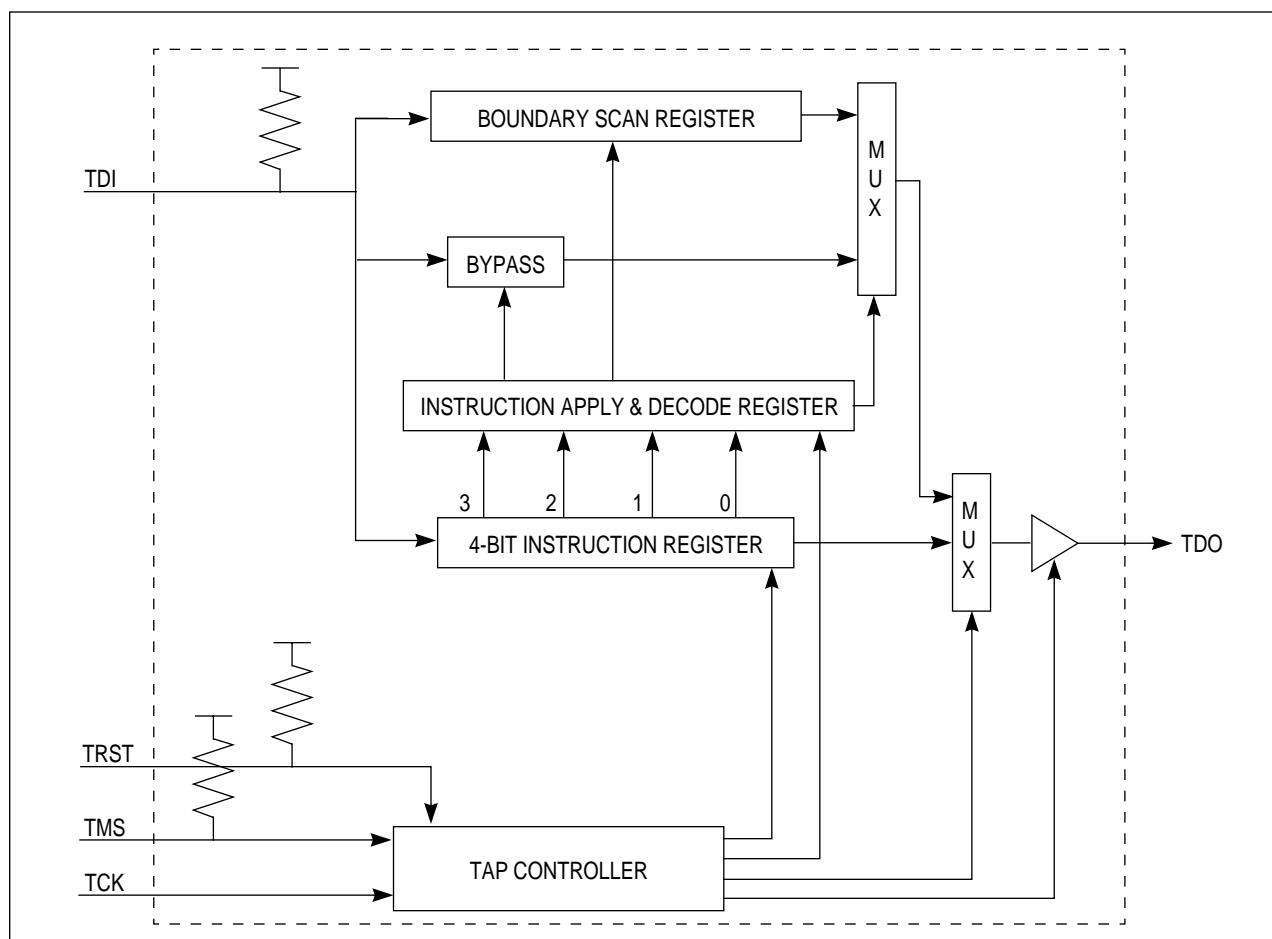 BOUNDARY SCAN REGISTER
M
U
X
TDI
BYPASS
INSTRUCTION APPLY & DECODE REGISTER
3 2 1 0
4-BIT INSTRUCTION REGISTER
M
U
X
TDO
TRST
TMS
TAP CONTROLLER
TCK